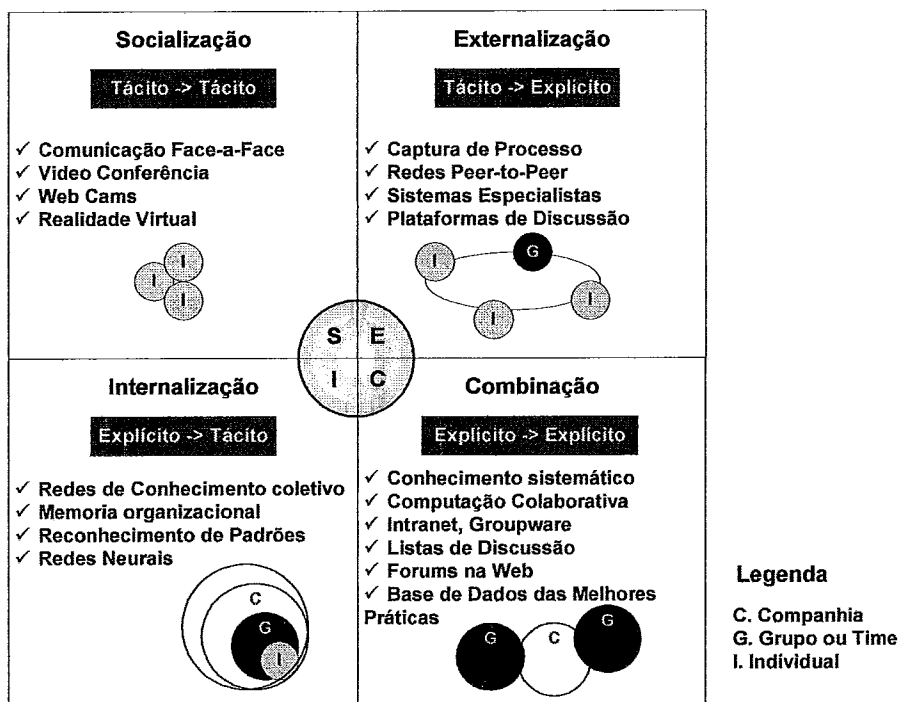 Socialização
Tácito -> Tácito
✓ Comunicação Face-a-Face
✓ Video Conferência
✓ Web Cams
✓ Realidade Virtual
I
I
I
Externalização
Tácito -> Explícito
✓ Captura de Processo
✓ Redes Peer-to-Peer
✓ Sistemas Especialistas
✓ Plataformas de Discussão
G
I
I
I
S E
I C
Internalização
Explícito -> Tácito
✓ Redes de Conhecimento coletivo
✓ Memoria organizacional
✓ Reconhecimento de Padrões
✓ Redes Neurais
C
G
I
Combinação
Explícito -> Explícito
✓ Conhecimento sistemático
✓ Computação Colaborativa
✓ Intranet, Groupware
✓ Listas de Discussão
✓ Forums na Web
✓ Base de Dados das Melhores
Práticas
G C G
Legenda
C. Companhia
G. Grupo ou Time
I. Individual